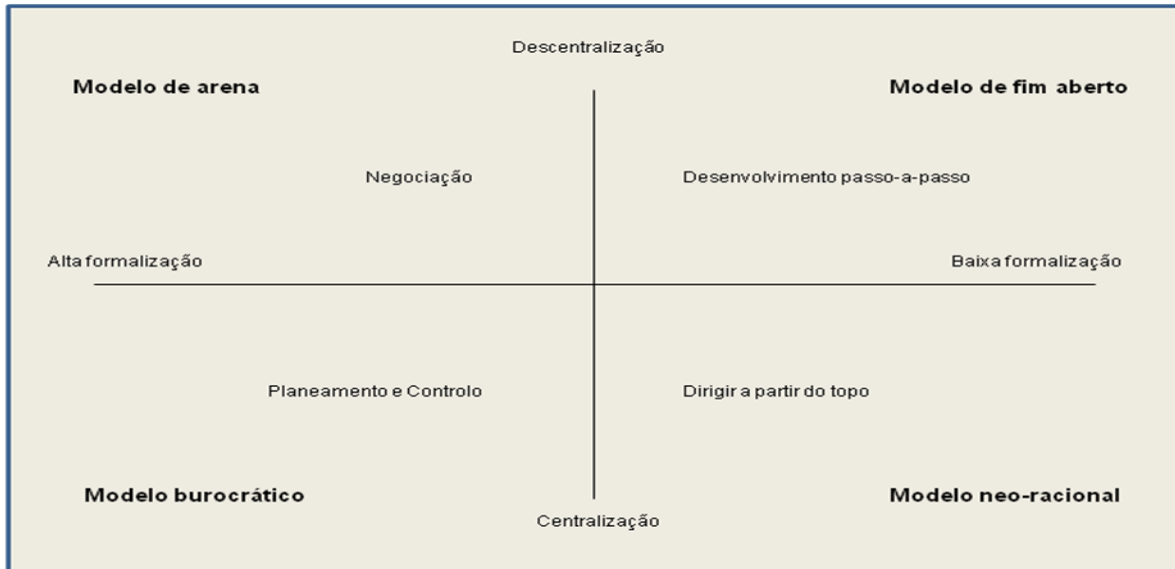 Descentralização
Modelo de arena
Modelo de fim aberto
Negociação
Desenvolvimento passo-a-passo
Alta formalização
Baixa formalização
Planeamento e Controlo
Dirigir a partir do topo
Modelo burocrático
Modelo neo-racional
Centralização